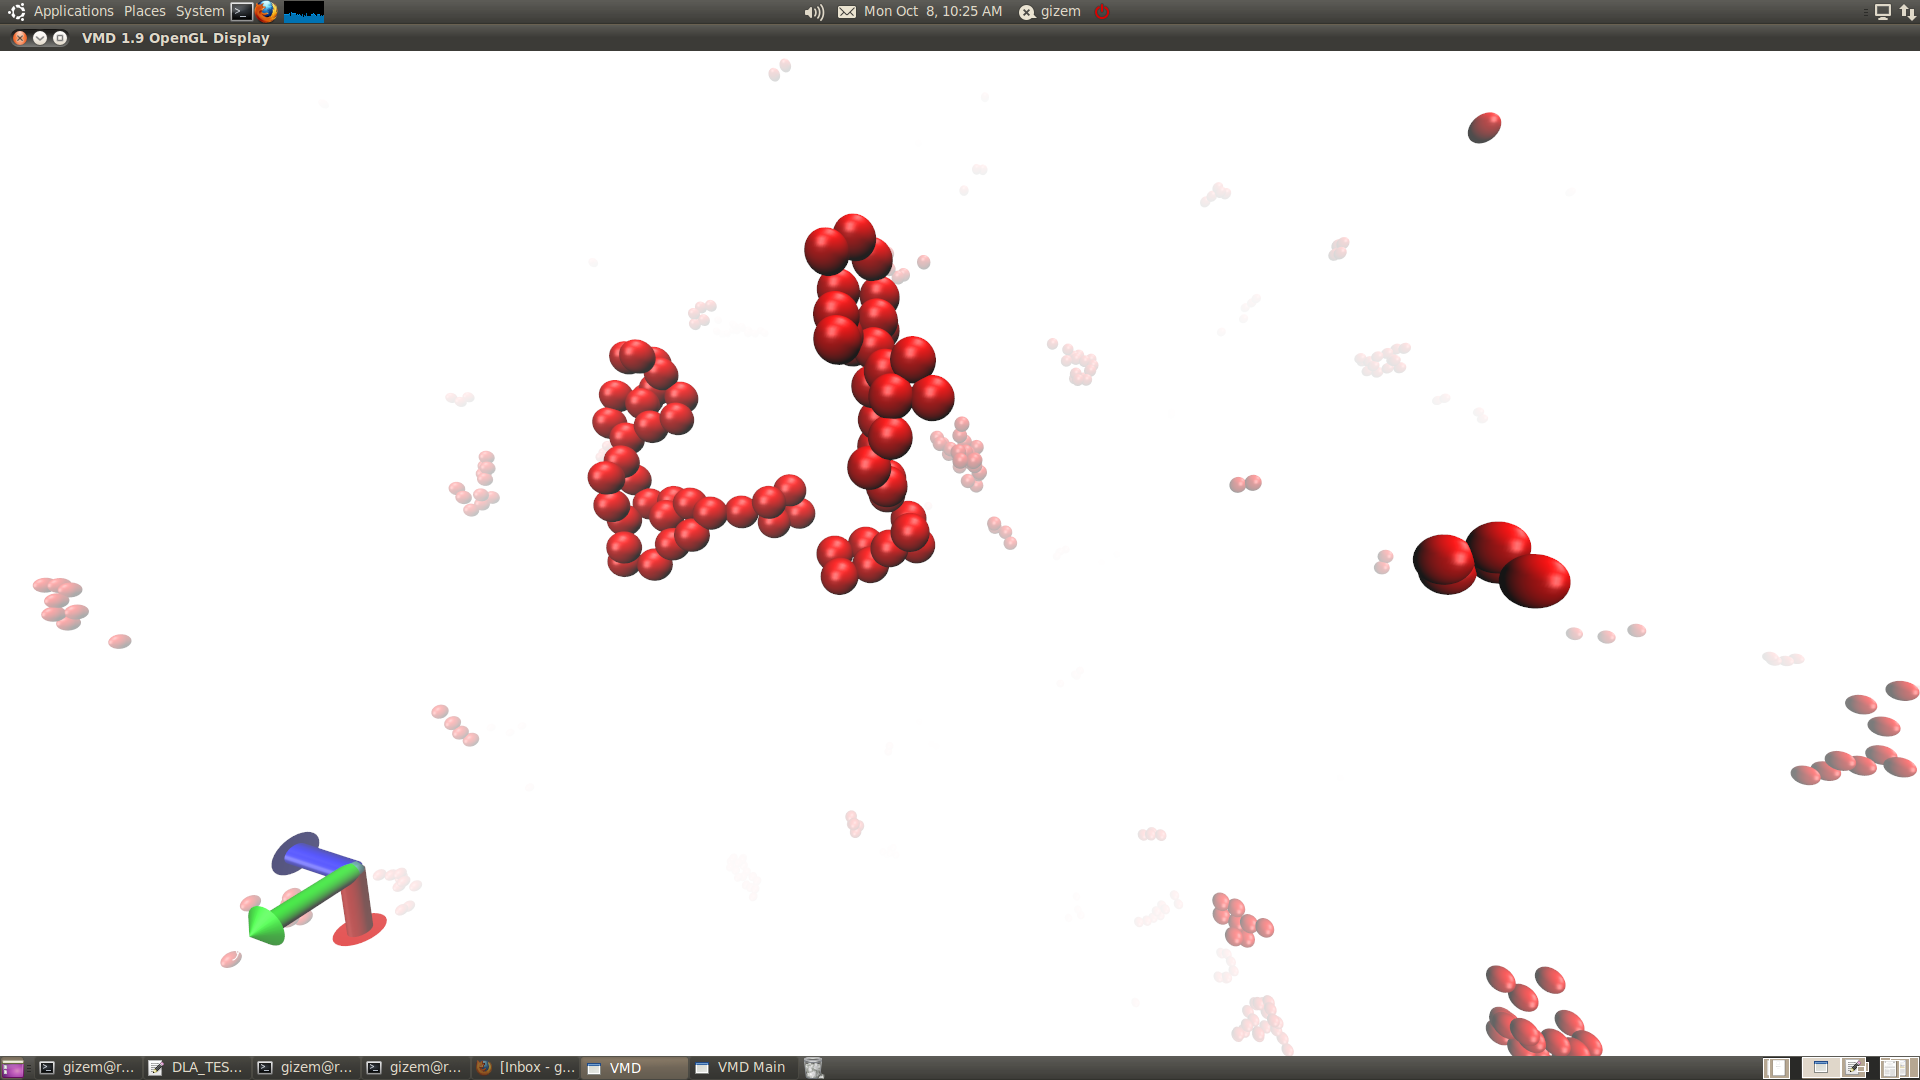 Applications Places System Mon Oct 8, 10:25 AM gizem
VMD 1.9 OpenGL Display
gizem@r... DLA_TES... gizem@r... gizem@r... [Inbox - g... VMD VMD Main